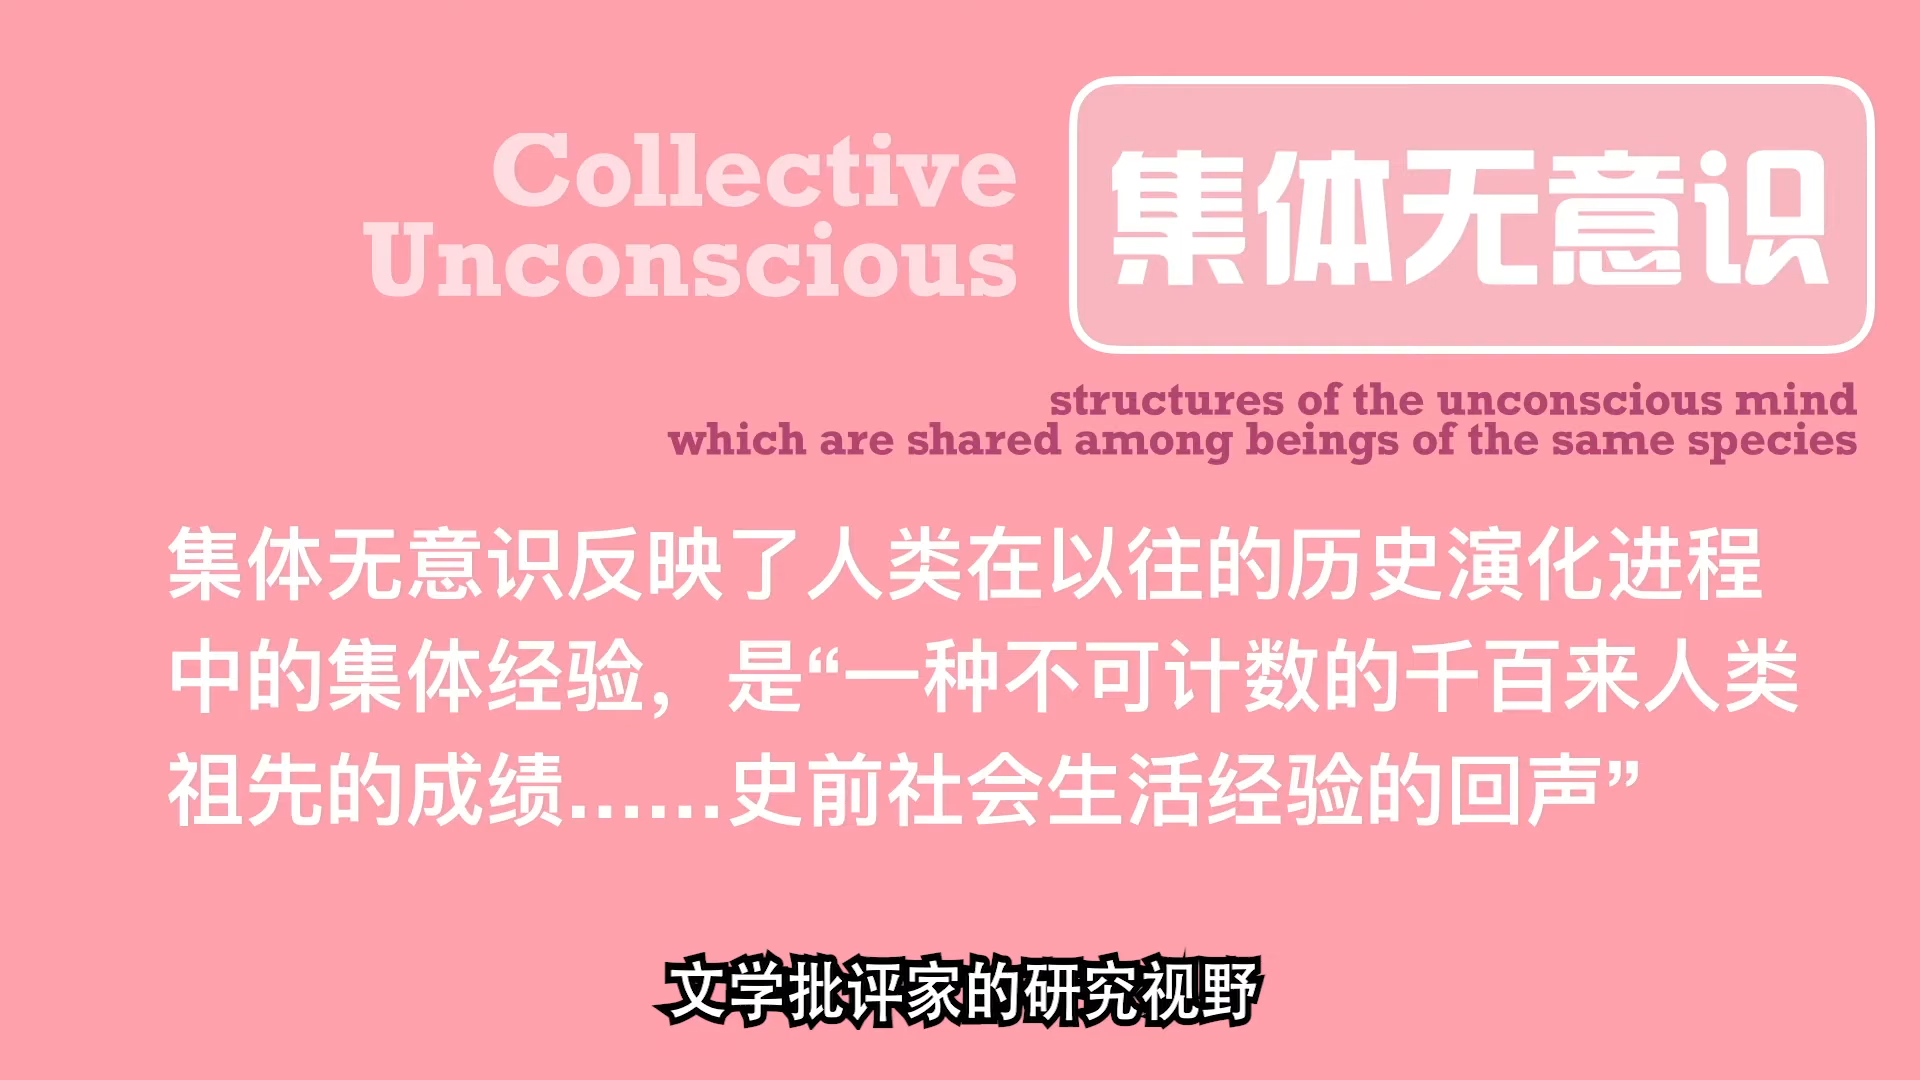 Collective
Unconscious
集体无意识
structures of the unconscious mind
which are shared among beings of the same species
集体无意识反映了人类在以往的历史演化进程
中的集体经验，是“一种不可计数的千百来人类
祖先的成绩......史前社会生活经验的回声”
文学批评家的研究视野